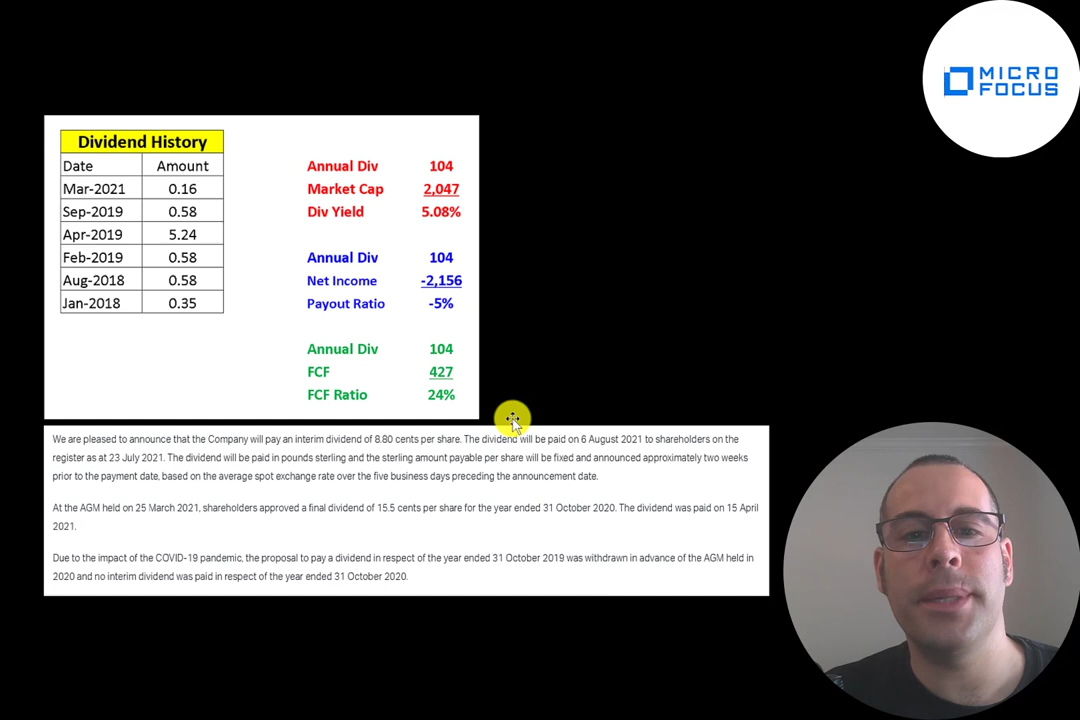 MICRO
FOCUS
Dividend History
Date Amount
Mar-2021 0.16
Sep-2019 0.58
Apr-2019 5.24
Feb-2019 0.58
Aug-2018 0.58
Jan-2018 0.35
Annual Div 104
Market Cap 2,047
Div Yield 5.08%
Annual Div 104
Net Income -2,156
Payout Ratio -5%
Annual Div 104
FCF 427
FCF Ratio 24%
We are pleased to announce that the Company will pay an interim dividend of 8.80 cents per share. The dividend will be paid on 6 August 2021 to shareholders on the
register as at 23 July 2021. The dividend will be paid in pounds sterling and the sterling amount payable per share will be fixed and announced approximately two weeks
prior to the payment date, based on the average spot exchange rate over the five business days preceding the announcement date.
At the AGM held on 25 March 2021, shareholders approved a final dividend of 15.5 cents per share for the year ended 31 October 2020. The dividend was paid on 15 April
2021.
Due to the impact of the COVID-19 pandemic, the proposal to pay a dividend in respect of the year ended 31 October 2019 was withdrawn in advance of the AGM held in
2020 and no interim dividend was paid in respect of the year ended 31 October 2020.